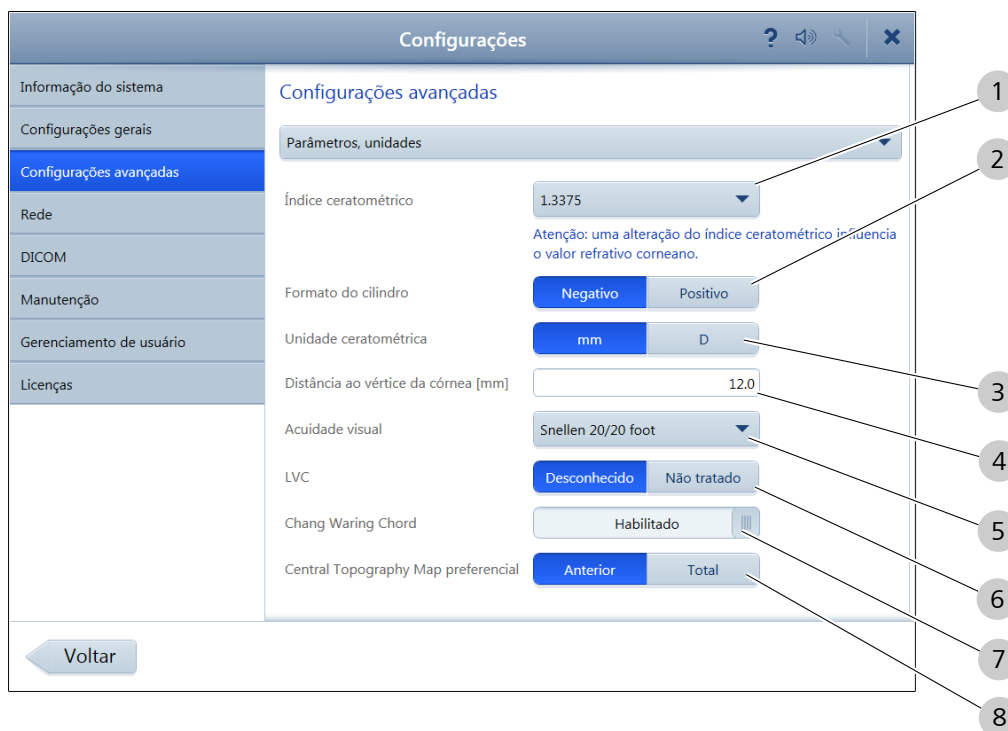 Configurações
?
Informação do sistema
Configurações gerais
Configurações avançadas
Rede
DICOM
Manutenção
Gerenciamento de usuário
Licenças
Configurações avançadas
Parâmetros, unidades
Índice ceratométrico
1.3375
Atenção: uma alteração do índice ceratométrico influencia
o valor refrativo corneano.
Formato do cilindro
Negativo
Positivo
Unidade ceratométrica
mm
D
Distância ao vértice da córnea [mm]
12.0
Acuidade visual
Snellen 20/20 foot
LVC
Desconhecido
Não tratado
Chang Waring Chord
Habilitado
Central Topography Map preferencial
Anterior
Total
Voltar
1
2
3
4
5
6
7
8